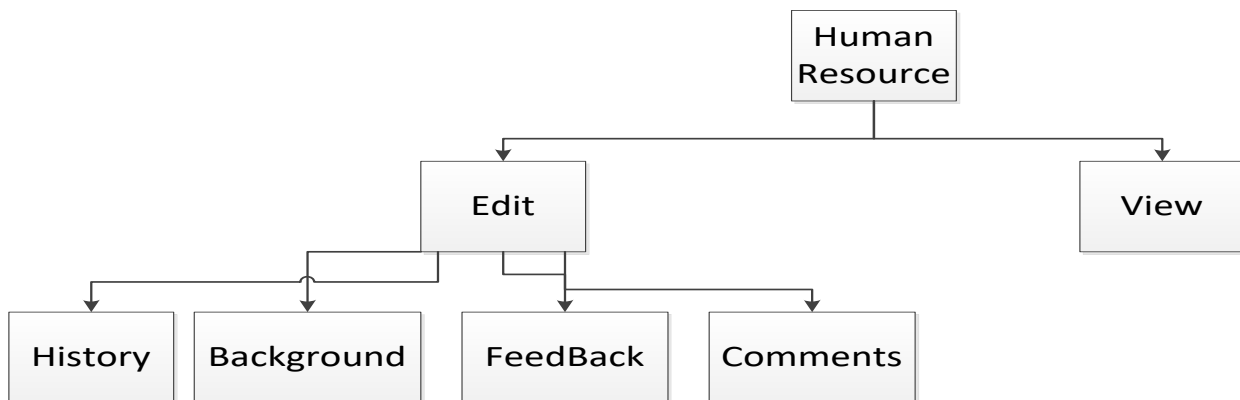 Human
Resource
Edit
View
History
Background
FeedBack
Comments